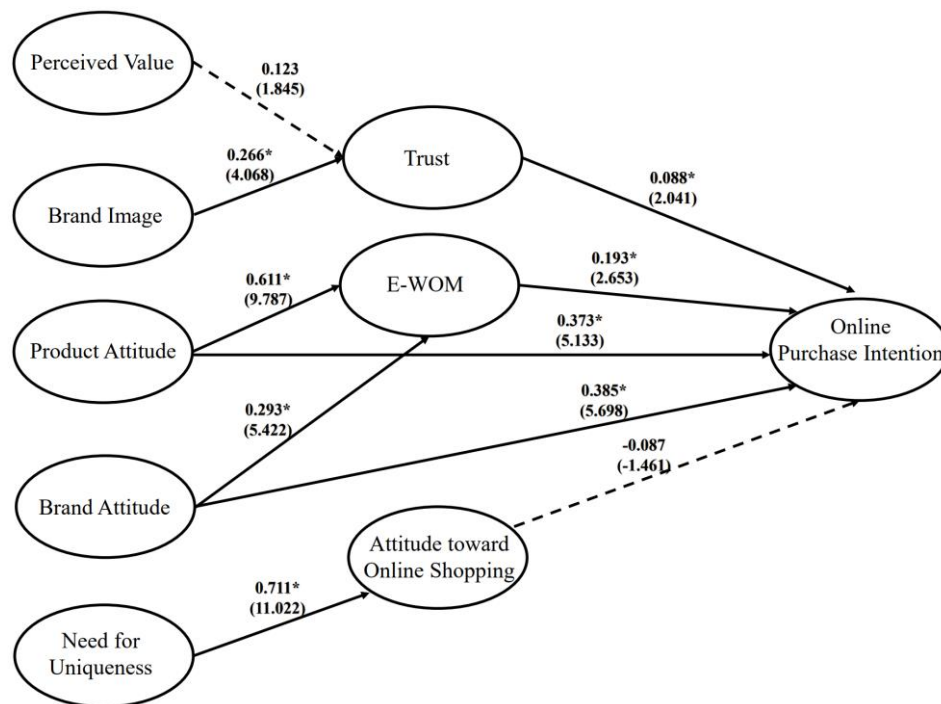 Perceived Value
0.123
(1.845)
0.266*
(4.068)
Trust
0.088*
(2.041)
Brand Image
0.611*
(9.787)
E-WOM
0.193*
(2.653)
Product Attitude
0.373*
(5.133)
Online
Purchase Intention
0.293*
(5.422)
0.385*
(5.698)
-0.087
(-1.461)
Brand Attitude
Attitude toward
Online Shopping
0.711*
(11.022)
Need for
Uniqueness